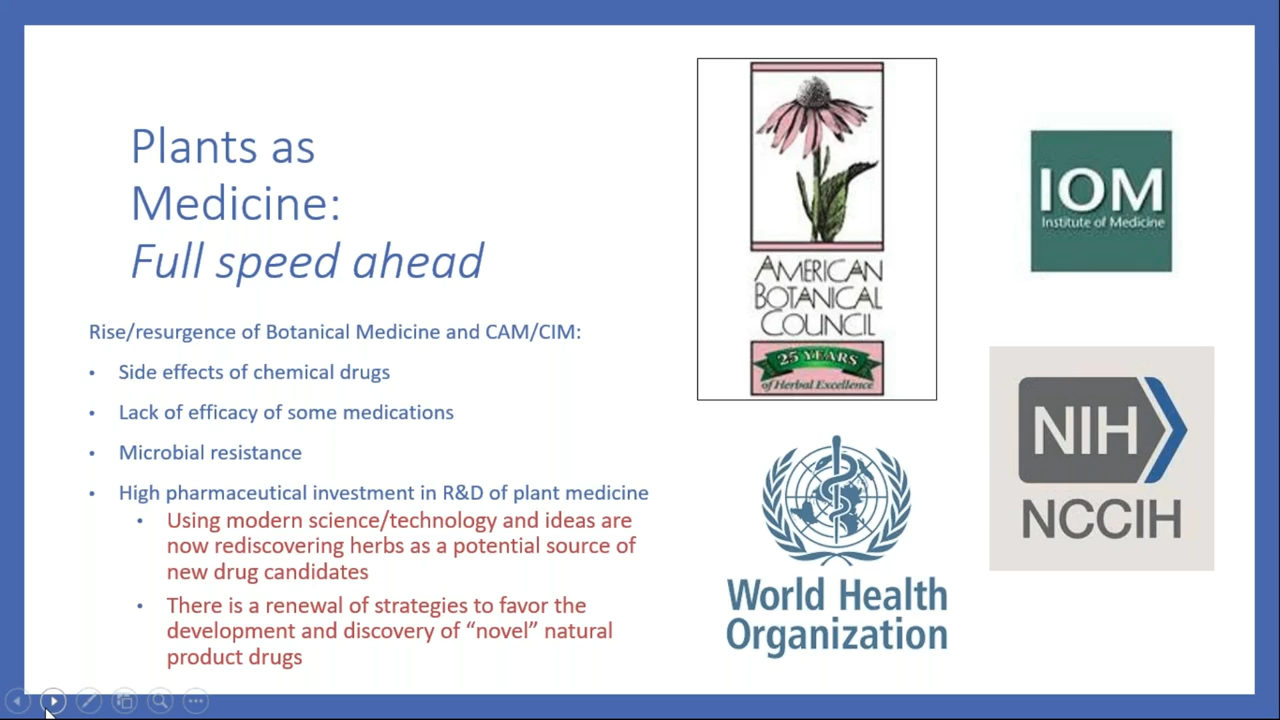 Plants as
Medicine:
Full speed ahead
Rise/resurgence of Botanical Medicine and CAM/CIM:
• Side effects of chemical drugs
• Lack of efficacy of some medications
• Microbial resistance
• High pharmaceutical investment in R&D of plant medicine
• Using modern science/technology and ideas are
now rediscovering herbs as a potential source of
new drug candidates
• There is a renewal of strategies to favor the
development and discovery of “novel” natural
product drugs
AMERICAN
BOTANICAL
COUNCIL
25 YEARS
of Herbal Excellence
IOM
Institute of Medicine
NIH
NCCIH
World Health
Organization